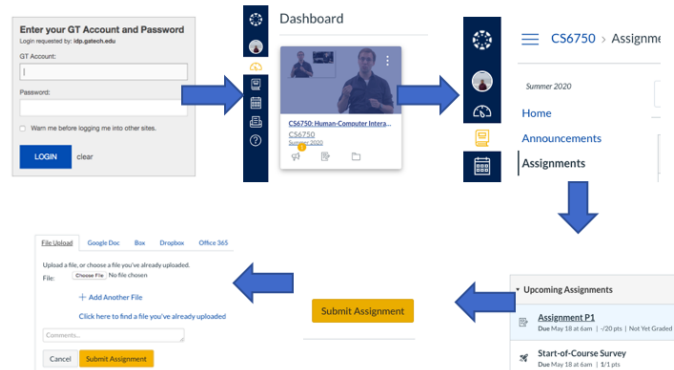 Enter your GT Account and Password
Login requested by: idp.gatech.edu
GT Account:
Password:
Warn me before logging me into other sites.
LOGIN clear
Dashboard
CS6750: Human-Computer Intera...
CS6750
Summer 2020
CS6750 › Assignme
Summer 2020
Home
Announcements
Assignments
Upcoming Assignments
Assignment P1
Due May 18 at 6am | -/20 pts | Not Yet Graded
Start-of-Course Survey
Due May 18 at 6am | 1/1 pts
Submit Assignment
File Upload Google Doc Box Dropbox Office 365
Upload a file, or choose a file you've already uploaded.
File: Choose File No file chosen
+ Add Another File
Click here to find a file you've already uploaded
Comments...
Cancel Submit Assignment